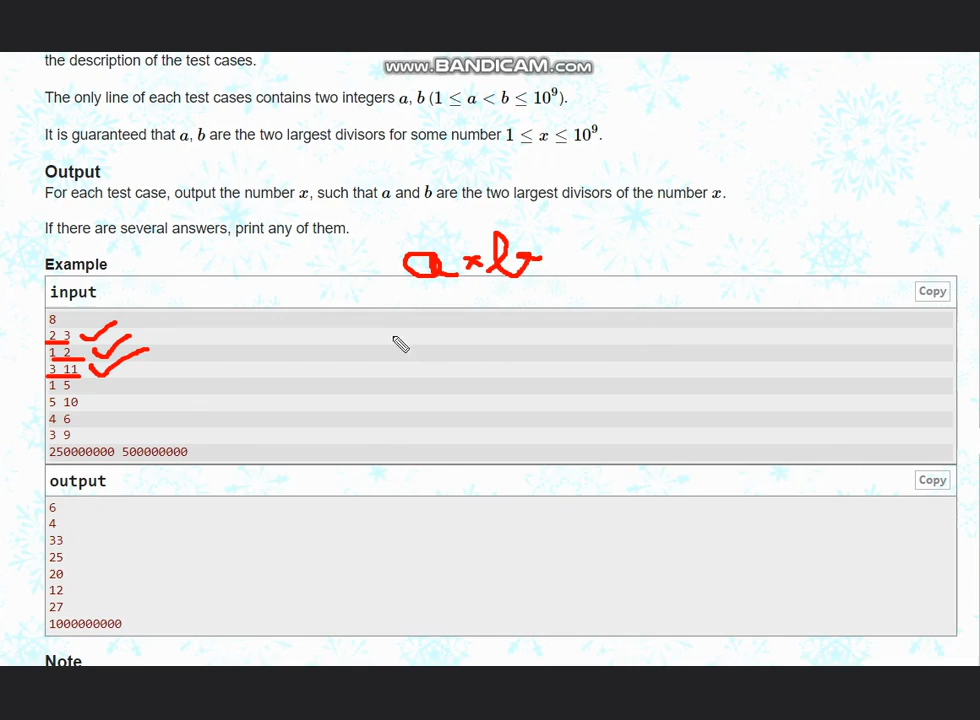 the description of the test cases.
www.BANDICAM.com
The only line of each test cases contains two integers a, b (1 ≤ a < b ≤ 10⁹).
It is guaranteed that a, b are the two largest divisors for some number 1 ≤ x ≤ 10⁹.
Output
For each test case, output the number x, such that a and b are the two largest divisors of the number x.
If there are several answers, print any of them.
a × b
Example
input
Copy
8
2 3
1 2
3 11
1 5
5 10
4 6
3 9
250000000 500000000
output
Copy
6
4
33
25
20
12
27
1000000000
Note